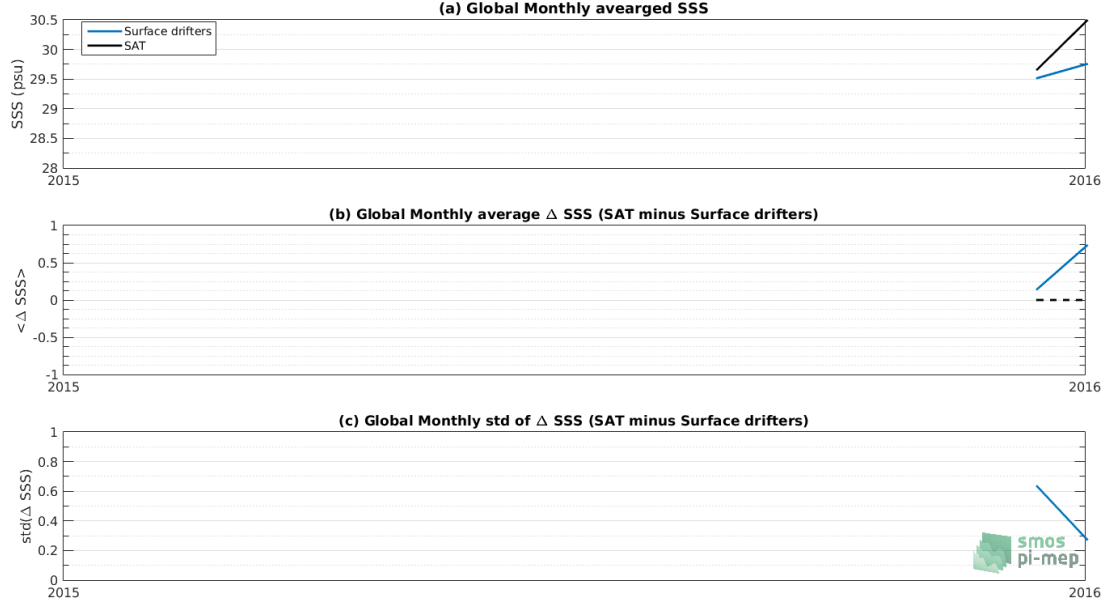 (a) Global Monthly avearged SSS
Surface drifters
SAT
SSS (psu)
30.5
30
29.5
29
28.5
28
2015
2016
(b) Global Monthly average Δ SSS (SAT minus Surface drifters)
<Δ SSS>
1
0.5
0
-0.5
-1
2015
2016
(c) Global Monthly std of Δ SSS (SAT minus Surface drifters)
std(Δ SSS)
1
0.8
0.6
0.4
0.2
0
2015
2016
smos
pi-mep